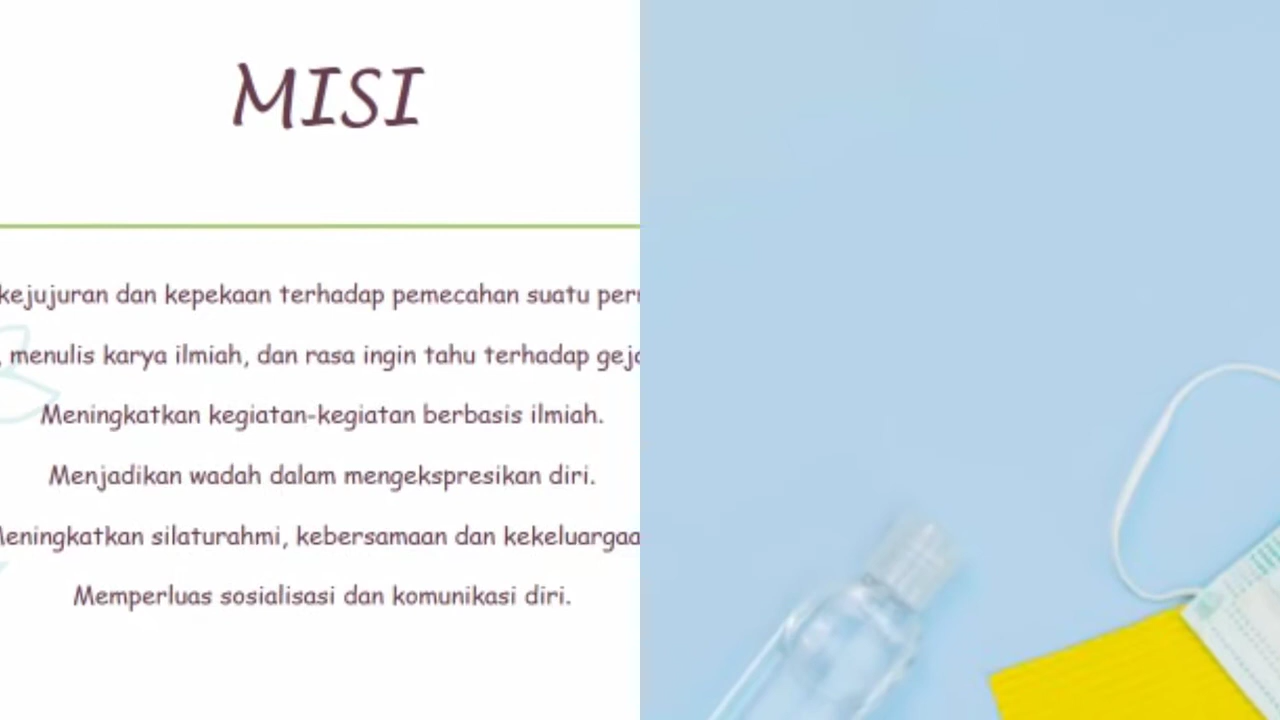 MISI
kejujuran dan kepekaan terhadap pemecahan suatu
menulis karya ilmiah, dan rasa ingin tahu terhadap
Meningkatkan kegiatan-kegiatan berbasis ilmiah.
Menjadikan wadah dalam mengekspresikan diri.
silaturahmi, kebersamaan dan
Memperluas sosialisasi dan komunikasi diri.